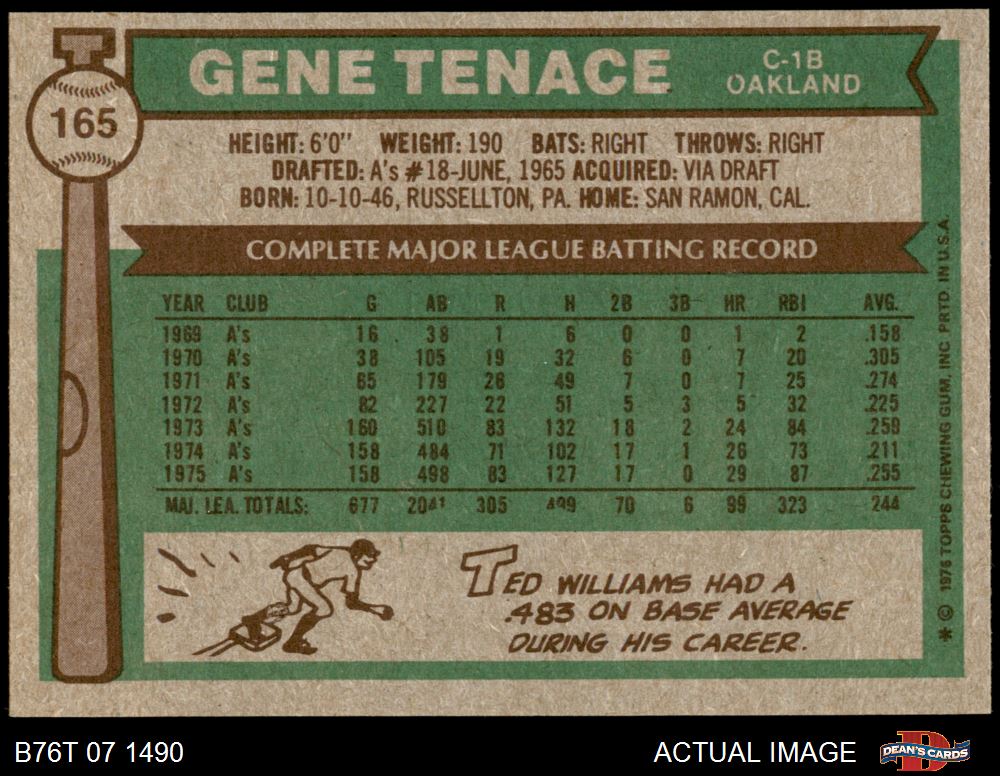 165
GENE TENACE
C-1B
OAKLAND
HEIGHT: 6'0" WEIGHT: 190 BATS: RIGHT THROWS: RIGHT
DRAFTED: A's #18-JUNE, 1965 ACQUIRED: VIA DRAFT
BORN: 10-10-46, RUSSELLTON, PA. HOME: SAN RAMON, CAL.
COMPLETE MAJOR LEAGUE BATTING RECORD
YEAR CLUB G AB R H 2B 3B HR RBI AVG.
1969 A's 16 38 1 6 0 0 1 2 .158
1970 A's 38 105 19 32 6 0 7 20 .305
1971 A's 65 179 26 49 7 0 7 25 .274
1972 A's 82 227 22 51 5 3 5 32 .225
1973 A's 160 510 83 132 18 2 24 84 .259
1974 A's 158 484 71 102 17 1 26 73 .211
1975 A's 158 498 83 127 17 0 29 87 .255
MAJ. LEA. TOTALS: 677 2041 305 499 70 6 99 323 .244
TED WILLIAMS HAD A
.483 ON BASE AVERAGE
DURING HIS CAREER.
* © 1976 TOPPS CHEWING GUM, INC PRTD IN U.S.A.
B76T 07 1490
ACTUAL IMAGE
D
DEAN'S CARDS